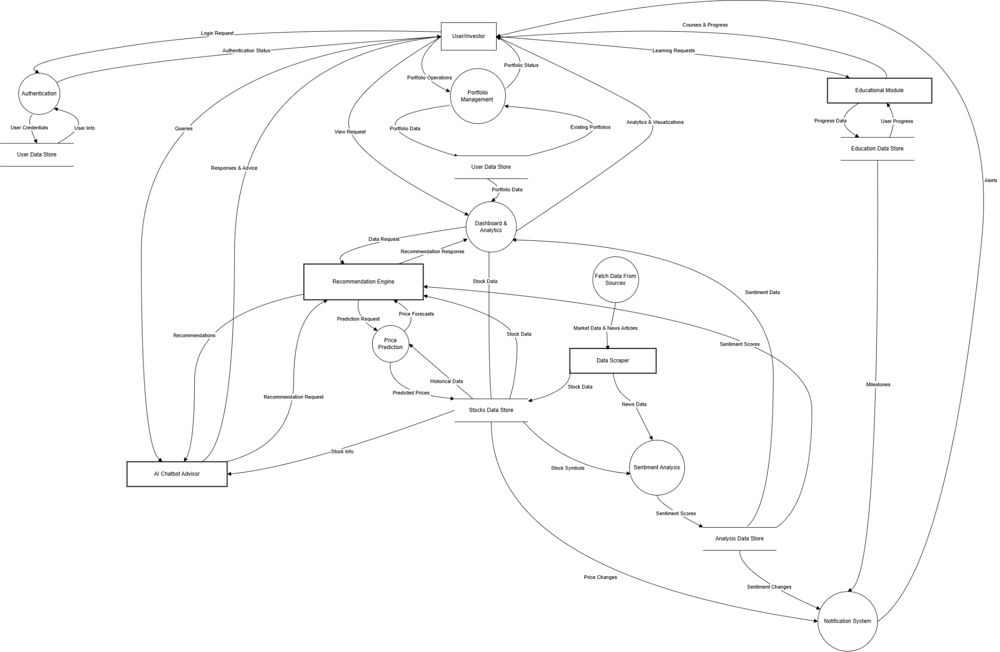 Courses & Progress
Login Request
User/Investor
Authentication Status
Learning Requests
Portfolio Status
Portfolio Operations
Authentication
Portfolio
Management
Educational Module
User Credentials
User Info
Queries
View Request
Portfolio Data
Existing Portfolios
Analytics & Visualizations
Progress Data
User Progress
User Data Store
Education Data Store
Responses & Advice
User Data Store
Alerts
Portfolio Data
Dashboard &
Analytics
Data Request
Recommendation Response
Recommendation Engine
Stock Data
Fetch Data From
Sources
Sentiment Data
Price Forecasts
Prediction Request
Market Data & News Articles
Recommendations
Stock Data
Price
Prediction
Sentiment Scores
Data Scraper
Historical Data
Stock Data
Milestones
Predicted Prices
Recommendation Request
News Data
Stocks Data Store
Stock Info
Stock Symbols
Sentiment Analysis
AI Chatbot Advisor
Sentiment Scores
Analysis Data Store
Price Changes
Sentiment Changes
Notification System